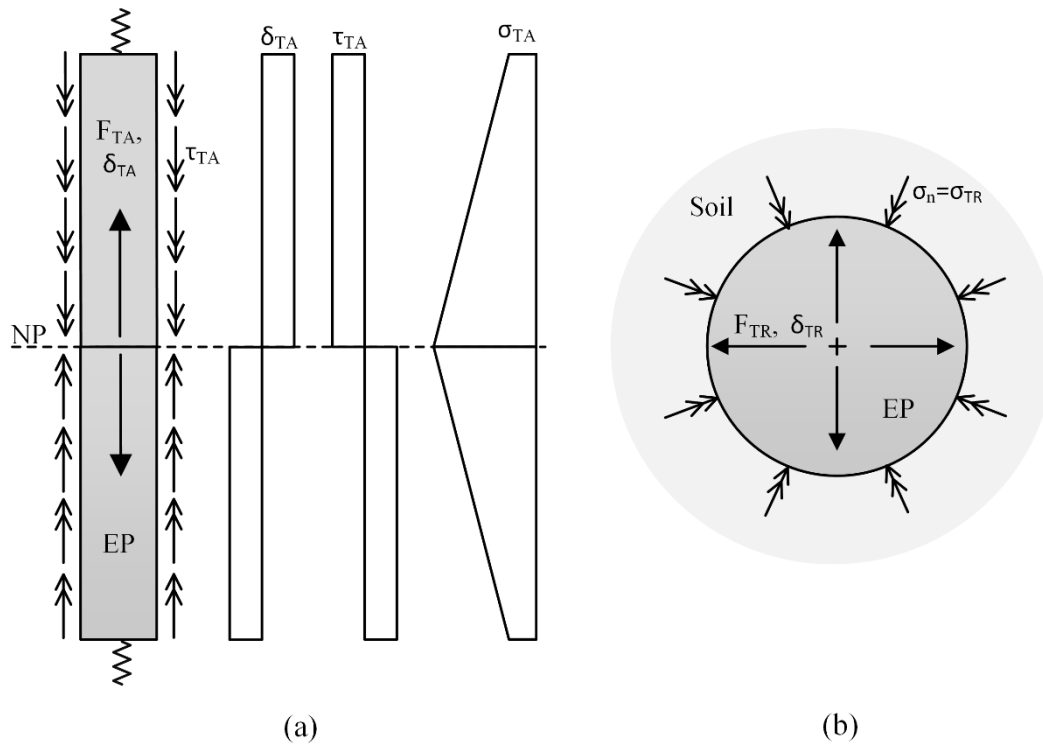 δTA τTA σTA
FTA,
δTA
τTA
NP
EP
(a)
Soil
σn=σTR
FTR, δTR
+
EP
(b)